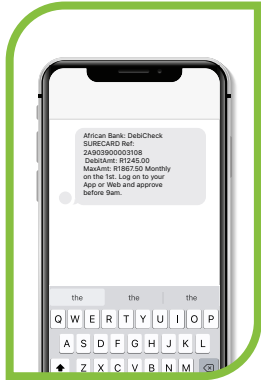 African Bank: DebiCheck
SURECARD Ref:
2A903900003108
DebitAmt: R1245.00
MaxAmt: R1867.50 Monthly
on the 1st. Log on to your
App or Web and approve
before 9am.
the the the
Q W E R T Y U I O P
A S D F G H J K L
Z X C V B N M